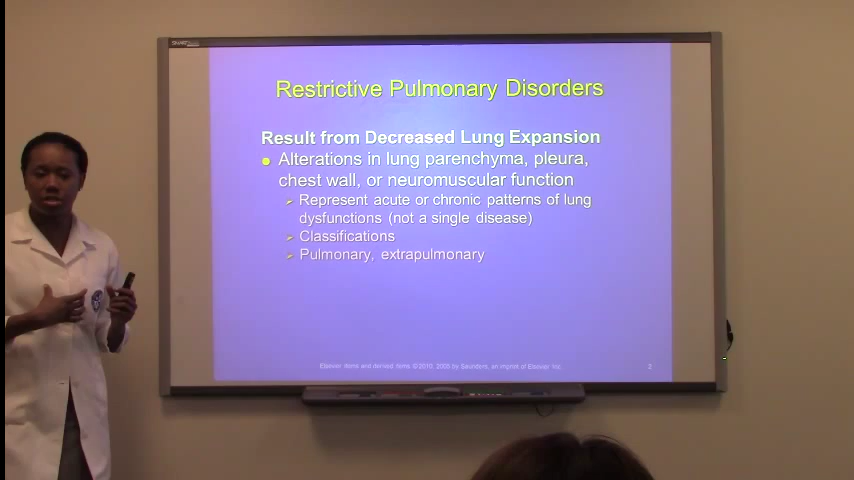 SMART
Restrictive Pulmonary Disorders
Result from Decreased Lung Expansion
Alterations in lung parenchyma, pleura,
chest wall, or neuromuscular function
Represent acute or chronic patterns of lung
dysfunctions (not a single disease)
Classifications
Pulmonary, extrapulmonary
Elsevier items and derived items © 2010, 2005 by Saunders, an imprint of Elsevier Inc.
2